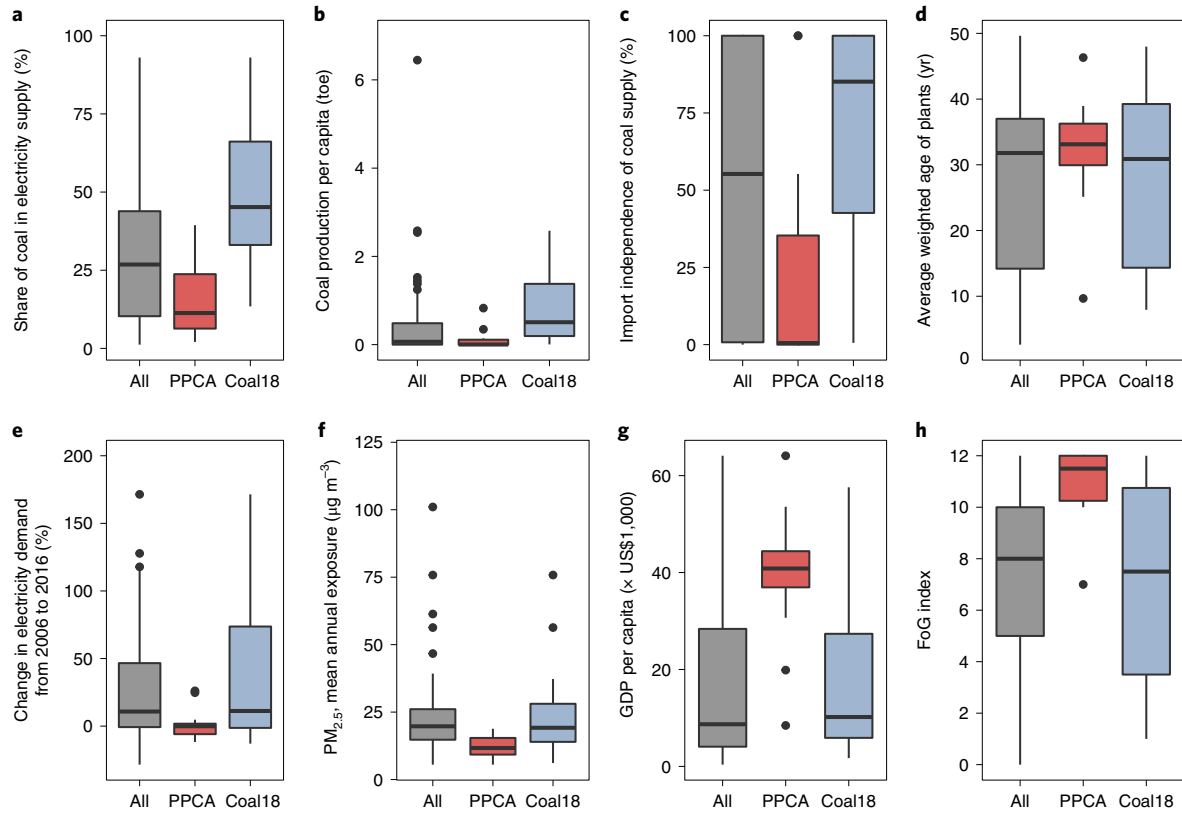 a
Share of coal in electricity supply (%)
100
75
50
25
0
All PPCA Coal18
b
Coal production per capita (toe)
6
4
2
0
All PPCA Coal18
c
Import independence of coal supply (%)
100
75
50
25
0
All PPCA Coal18
d
Average weighted age of plants (yr)
50
40
30
20
10
0
All PPCA Coal18
e
Change in electricity demand
from 2006 to 2016 (%)
200
150
100
50
0
All PPCA Coal18
f
PM2.5, mean annual exposure (μg m−3)
125
100
75
50
25
0
All PPCA Coal18
g
GDP per capita (× US$1,000)
60
40
20
0
All PPCA Coal18
h
FoG index
12
10
8
6
4
2
0
All PPCA Coal18